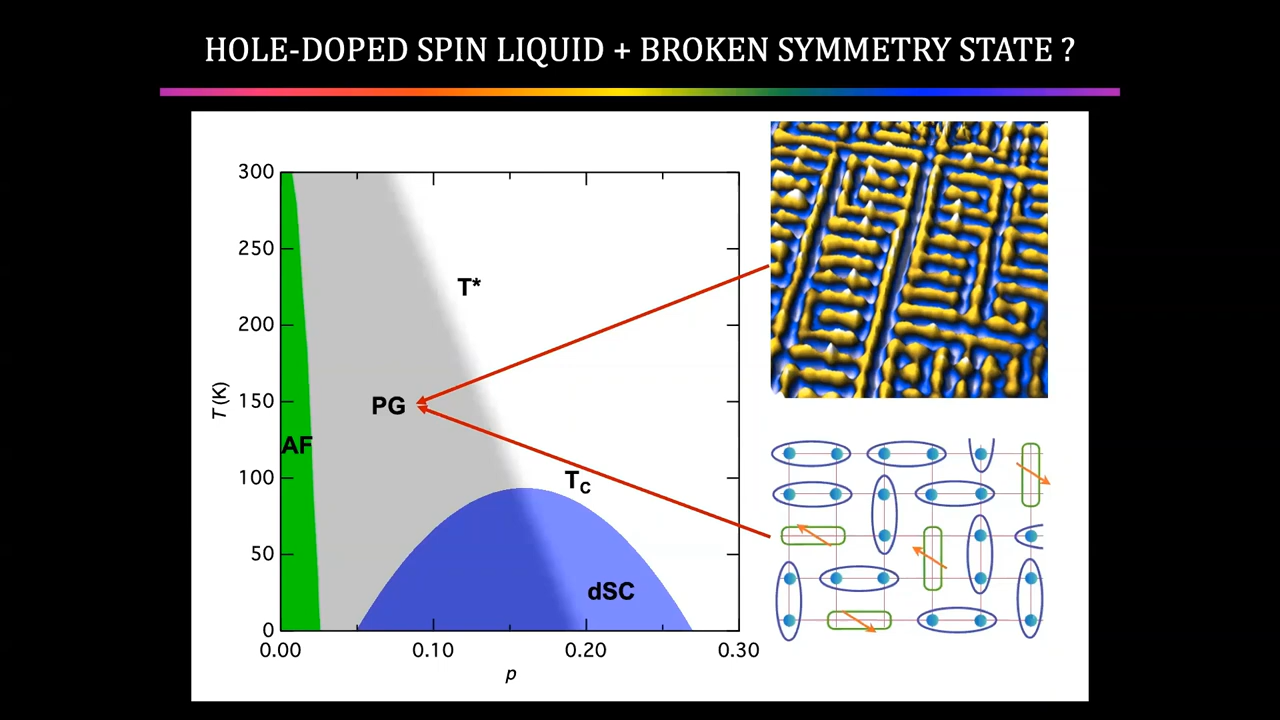 HOLE-DOPED SPIN LIQUID + BROKEN SYMMETRY STATE ?
300
250
200
150
100
50
0
T (K)
T*
PG
AF
TC
dSC
0.00 0.10 0.20 0.30
p